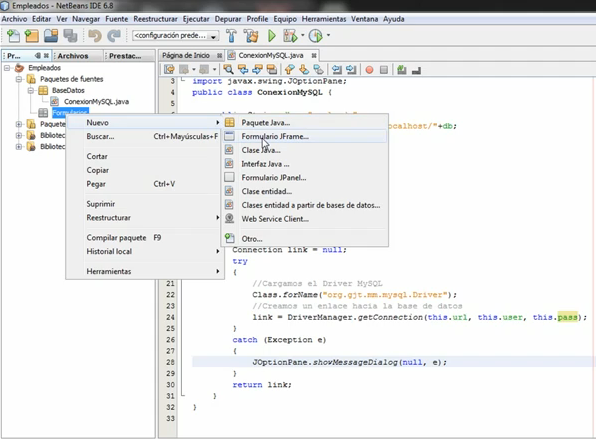 Empleados - NetBeans IDE 6.8
Archivo Editar Ver Navegar Fuente Reestructurar Ejecutar Depurar Profile Equipo Herramientas Ventana Ayuda
<configuración prede...
Pr... Archivos Prestac...
Página de Inicio ConexionMySQL.java
Empleados
Paquetes de fuentes
BaseDatos
ConexionMySQL.java
Formularios
Paquete
Bibliotec
Bibliotec
Nuevo
Buscar... Ctrl+Mayúsculas+F
Cortar
Copiar
Pegar Ctrl+V
Suprimir
Reestructurar
Compilar paquete F9
Historial local
Herramientas
Paquete Java...
Formulario JFrame...
Clase Java...
Interfaz Java ...
Formulario JPanel...
Clase entidad...
Clases entidad a partir de bases de datos...
Web Service Client...
Otro...
3 import javax.swing.JOptionPane;
4 public class ConexionMySQL {
5
ocalhost/"+db;
Connection link = null;
try
{
21 //Cargamos el Driver MySQL
22 Class.forName("org.gjt.mm.mysql.Driver");
23 //Creamos un enlace hacia la base de datos
24 link = DriverManager.getConnection(this.url, this.user, this.pass);
25 }
26 catch (Exception e)
27 {
28 JOptionPane.showMessageDialog(null, e);
29 }
30 return link;
31 }
32 }
33